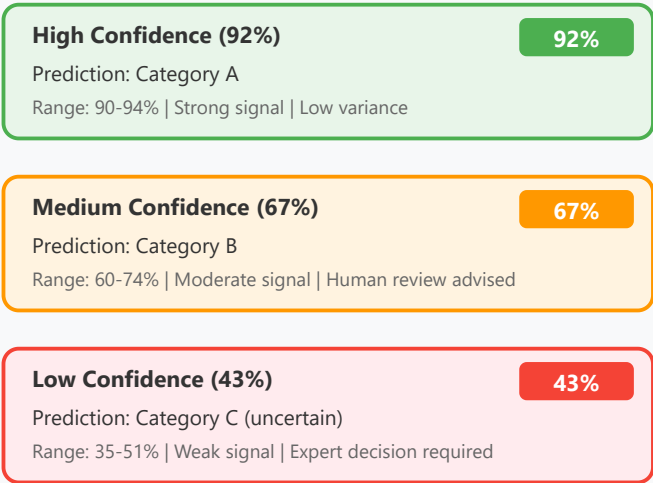 High Confidence (92%)
92%
Prediction: Category A
Range: 90-94% | Strong signal | Low variance
Medium Confidence (67%)
67%
Prediction: Category B
Range: 60-74% | Moderate signal | Human review advised
Low Confidence (43%)
43%
Prediction: Category C (uncertain)
Range: 35-51% | Weak signal | Expert decision required